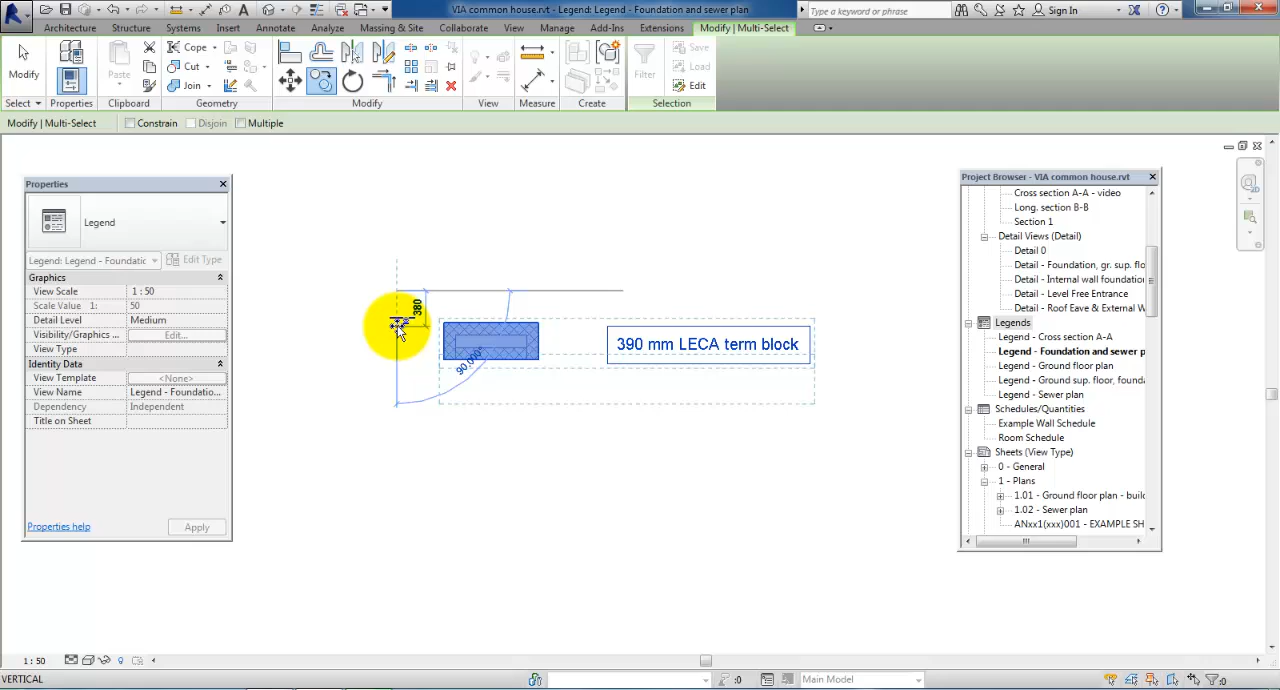 VIA common house.rvt - Legend: Legend - Foundation and sewer plan
Type a keyword or phrase
Sign In
Architecture
Structure
Systems
Insert
Annotate
Analyze
Massing & Site
Collaborate
View
Manage
Add-Ins
Extensions
Modify | Multi-Select
Modify
Paste
Cope
Cut
Join
Filter
Save
Load
Edit
Select
Properties
Clipboard
Geometry
Modify
View
Measure
Create
Selection
Modify | Multi-Select
Constrain
Disjoin
Multiple
Properties
Legend
Legend: Legend - Foundatic
Edit Type
Graphics
View Scale
1 : 50
Scale Value 1:
50
Detail Level
Medium
Visibility/Graphics ...
Edit...
View Type
Identity Data
View Template
<None>
View Name
Legend - Foundatio...
Dependency
Independent
Title on Sheet
Properties help
Apply
380
90.000°
390 mm LECA term block
Project Browser - VIA common house.rvt
Cross section A-A - video
Long. section B-B
Section 1
Detail Views (Detail)
Detail 0
Detail - Foundation, gr. sup. flo
Detail - Internal wall foundation
Detail - Level Free Entrance
Detail - Roof Eave & External W
Legends
Legend - Cross section A-A
Legend - Foundation and sewer p
Legend - Ground floor plan
Legend - Ground sup. floor, founda
Legend - Sewer plan
Schedules/Quantities
Example Wall Schedule
Room Schedule
Sheets (View Type)
0 - General
1 - Plans
1.01 - Ground floor plan - buil
1.02 - Sewer plan
ANxx1(xxx)001 - EXAMPLE SH
1 : 50
VERTICAL
:0
Main Model
:0